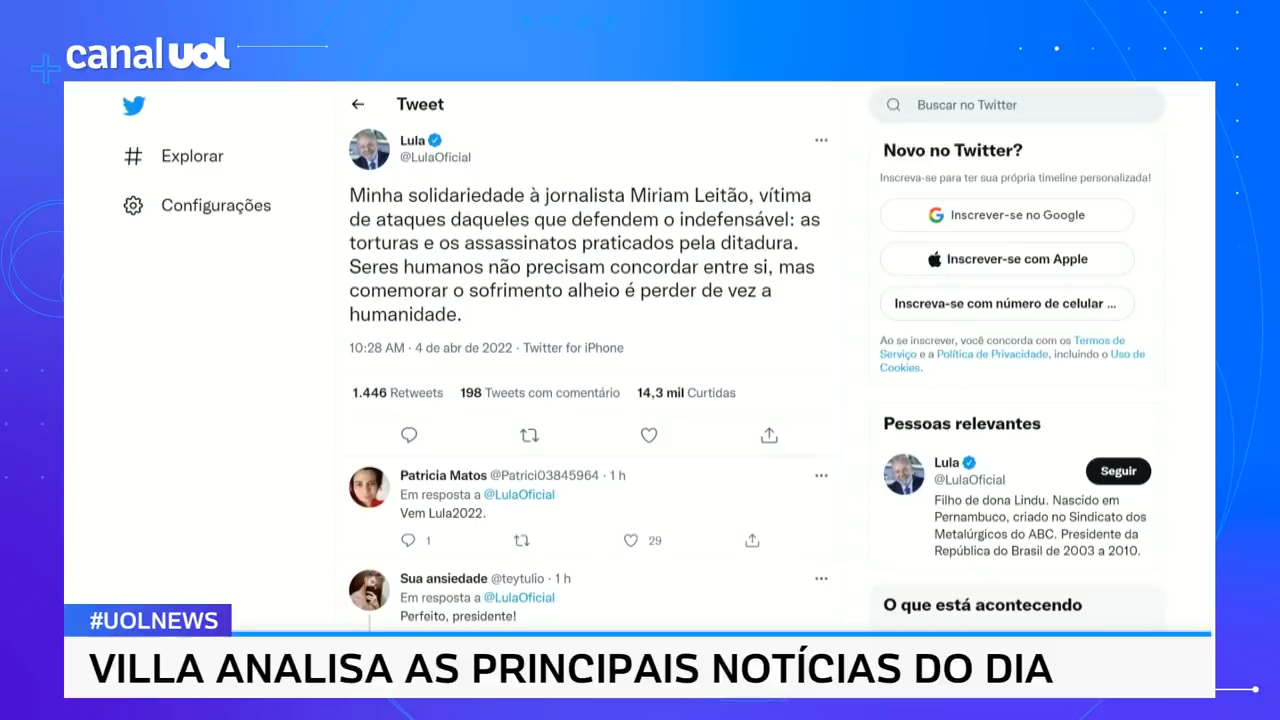 canal uol
Tweet
Buscar no Twitter
Explorar
Configurações
Lula
@LulaOficial
Minha solidariedade à jornalista Miriam Leitão, vítima
de ataques daqueles que defendem o indefensável: as
torturas e os assassinatos praticados pela ditadura.
Seres humanos não precisam concordar entre si, mas
comemorar o sofrimento alheio é perder de vez a
humanidade.
10:28 AM · 4 de abr de 2022 · Twitter for iPhone
1.446 Retweets 198 Tweets com comentário 14,3 mil Curtidas
Patricia Matos @Patrici03845964 · 1 h
Em resposta a @LulaOficial
Vem Lula2022.
1 29
Sua ansiedade @teytulio · 1 h
Em resposta a @LulaOficial
Perfeito, presidente!
Novo no Twitter?
Inscreva-se para ter sua própria timeline personalizada!
Inscrever-se no Google
Inscrever-se com Apple
Inscreva-se com número de celular ...
Ao se inscrever, você concorda com os Termos de
Serviço e a Política de Privacidade, incluindo o Uso de
Cookies.
Pessoas relevantes
Lula
@LulaOficial
Seguir
Filho de dona Lindu. Nascido em
Pernambuco, criado no Sindicato dos
Metalúrgicos do ABC. Presidente da
República do Brasil de 2003 a 2010.
O que está acontecendo
#UOLNEWS
VILLA ANALISA AS PRINCIPAIS NOTÍCIAS DO DIA